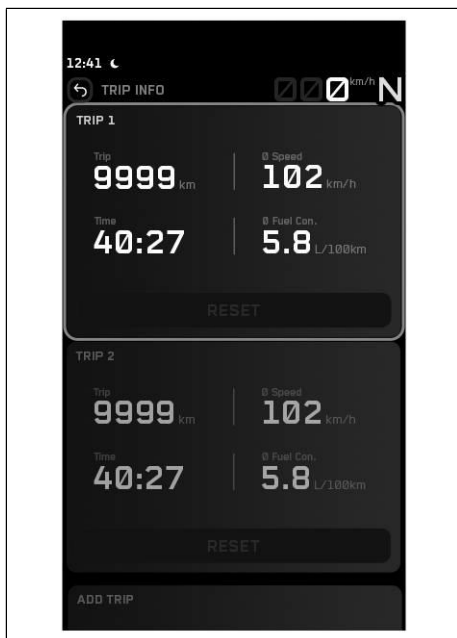 12:41
TRIP INFO 000 km/h N
TRIP 1
Trip Ø Speed
9999 km 102 km/h
Time Ø Fuel Con.
40:27 5.8 L/100km
RESET
TRIP 2
Trip Ø Speed
9999 km 102 km/h
Time Ø Fuel Con.
40:27 5.8 L/100km
RESET
ADD TRIP